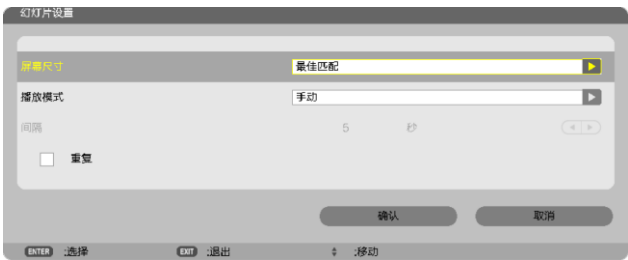 幻灯片设置
屏幕尺寸 最佳匹配
播放模式 手动
间隔 5 秒
重复
确认 取消
ENTER :选择 EXIT :退出 :移动